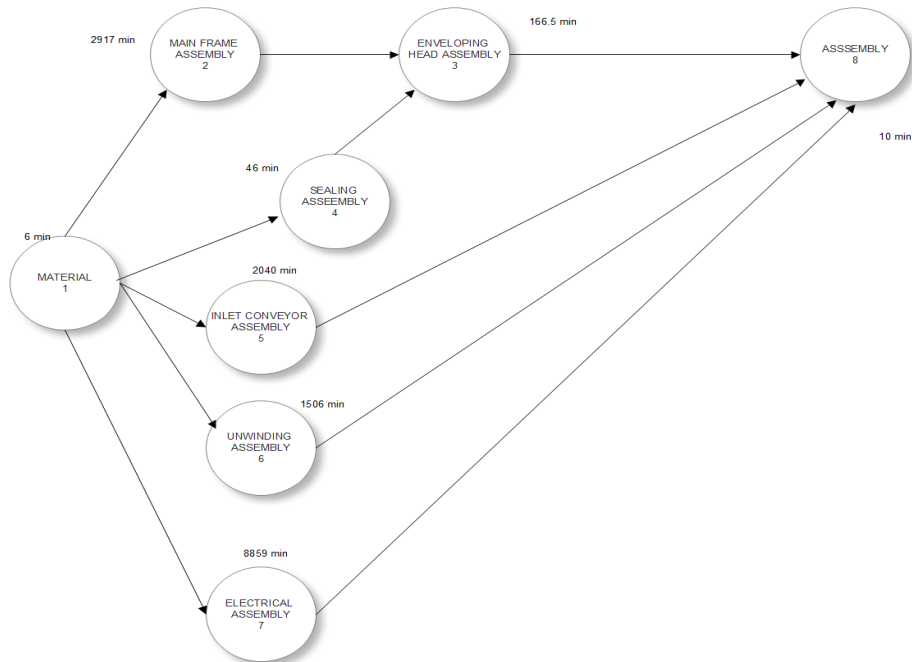 2917 min
MAIN FRAME
ASSEMBLY
2
ENVELOPING
HEAD ASSEMBLY
3
166.5 min
ASSSEMBLY
8
10 min
46 min
SEALING
ASSEEMBLY
4
6 min
MATERIAL
1
2040 min
INLET CONVEYOR
ASSEMBLY
5
1506 min
UNWINDING
ASSEMBLY
6
8859 min
ELECTRICAL
ASSEMBLY
7